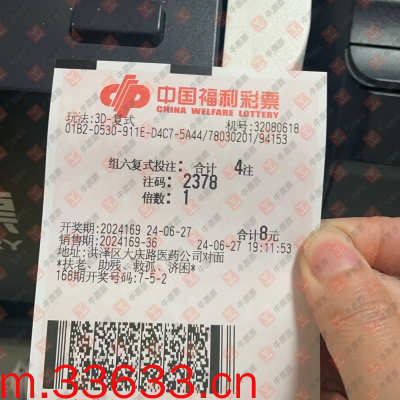 中国福利彩票
CHINA WELFARE LOTTERY
玩法:3D-复式 机号:32080618
01B2-0530-911E-D4C7-5A44/78030201/94153
组六复式投注: 合计 4注
注码: 2378
倍数: 1
开奖期:2024169 24-06-27 合计8元
销售期:2024169-36 24-06-27 19:11:53
地址:洪泽区大庆路医药公司对面
*扶老、助残、救孤、济困*
168期开奖号码:7-5-2
m.33633.cn